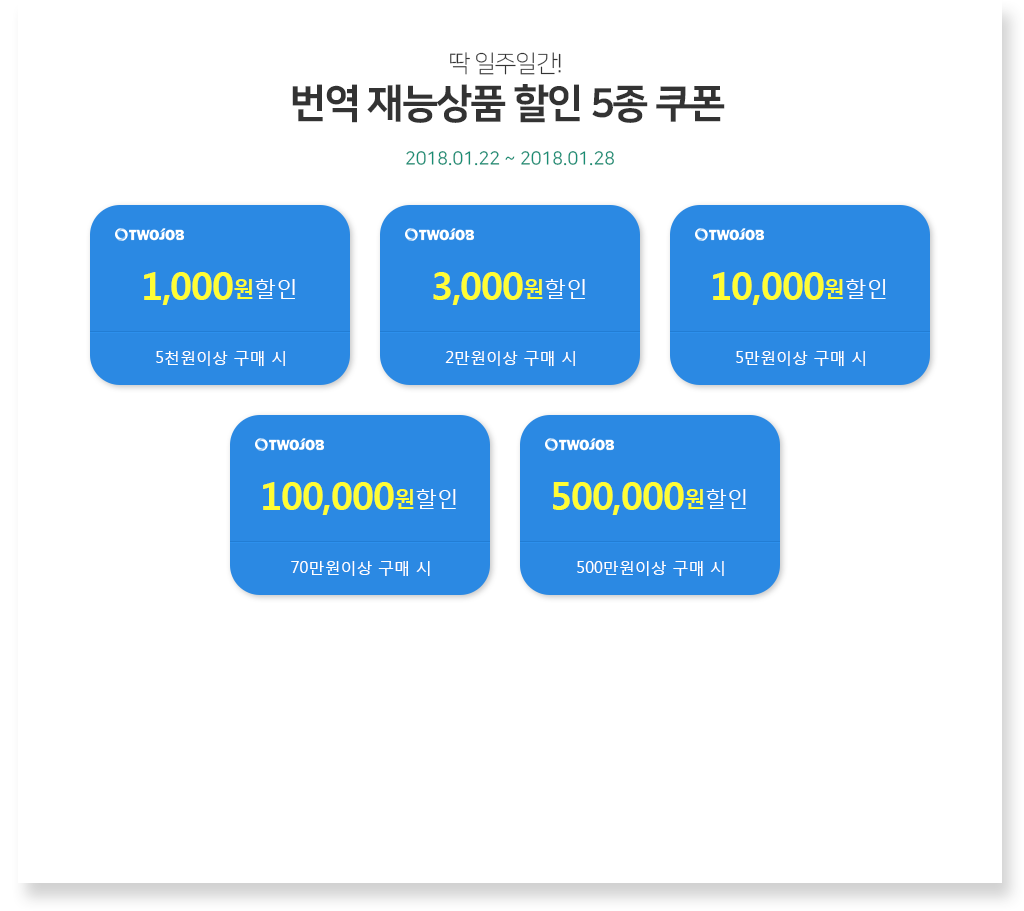 딱 일주일간!
번역 재능상품 할인 5종 쿠폰
2018.01.22 ~ 2018.01.28
TWOJOB
1,000원할인
5천원이상 구매 시
TWOJOB
3,000원할인
2만원이상 구매 시
TWOJOB
10,000원할인
5만원이상 구매 시
TWOJOB
100,000원할인
70만원이상 구매 시
TWOJOB
500,000원할인
500만원이상 구매 시